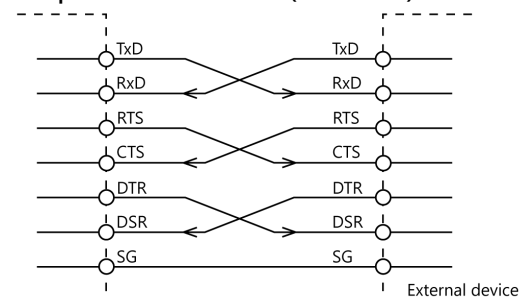 TxD TxD
RxD RxD
RTS RTS
CTS CTS
DTR DTR
DSR DSR
SG SG
External device